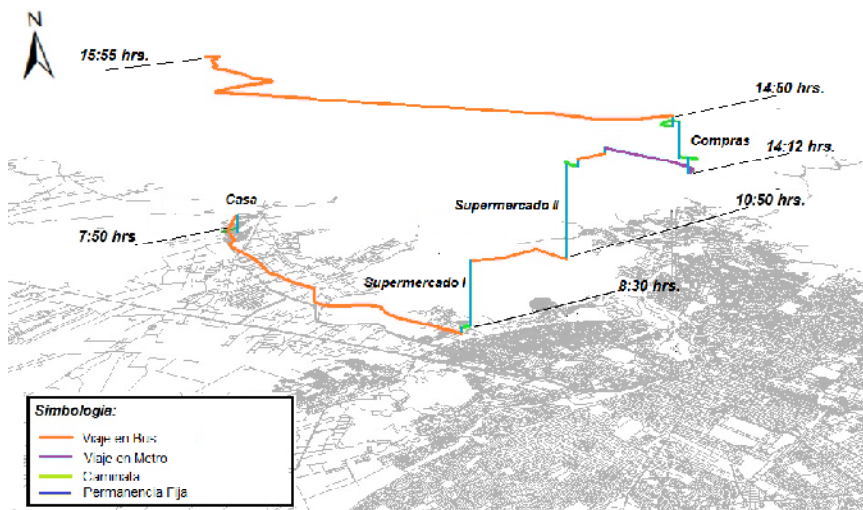 N
15:55 hrs.
14:50 hrs.
Compras
14:12 hrs.
Casa
Supermercado II
10:50 hrs.
7:50 hrs
Supermercado I
8:30 hrs.
Simbología:
Viaje en Bus
Viaje en Metro
Caminata
Permanencia Fija